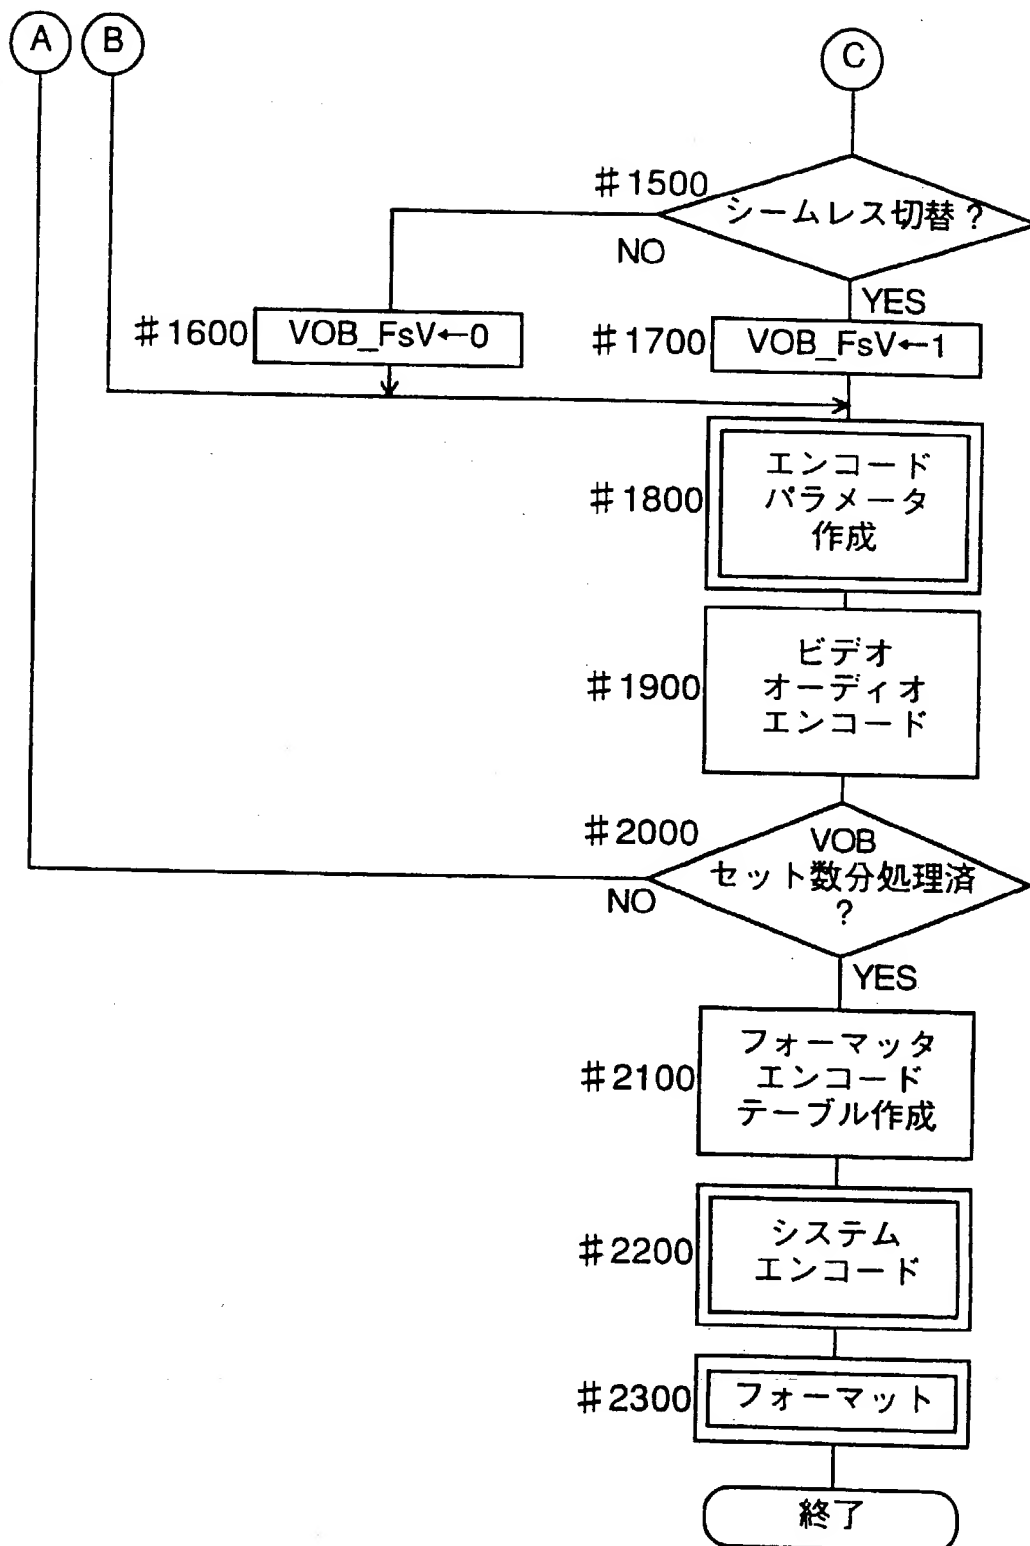 A
B
C
#1500
シームレス切替?
NO
YES
#1600
VOB_FsV←0
#1700
VOB_FsV←1
#1800
エンコード
パラメータ
作成
#1900
ビデオ
オーディオ
エンコード
#2000
VOB
セット数分処理済
?
NO
YES
#2100
フォーマッタ
エンコード
テーブル作成
#2200
システム
エンコード
#2300
フォーマット
終了